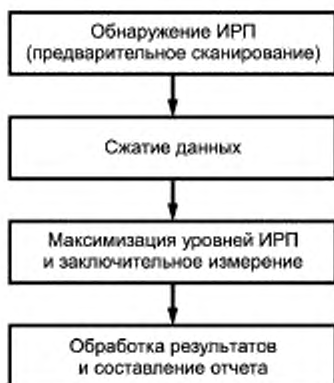 Обнаружение ИРП
(предварительное сканирование)
Сжатие данных
Максимизация уровней ИРП
и заключительное измерение
Обработка результатов
и составление отчета